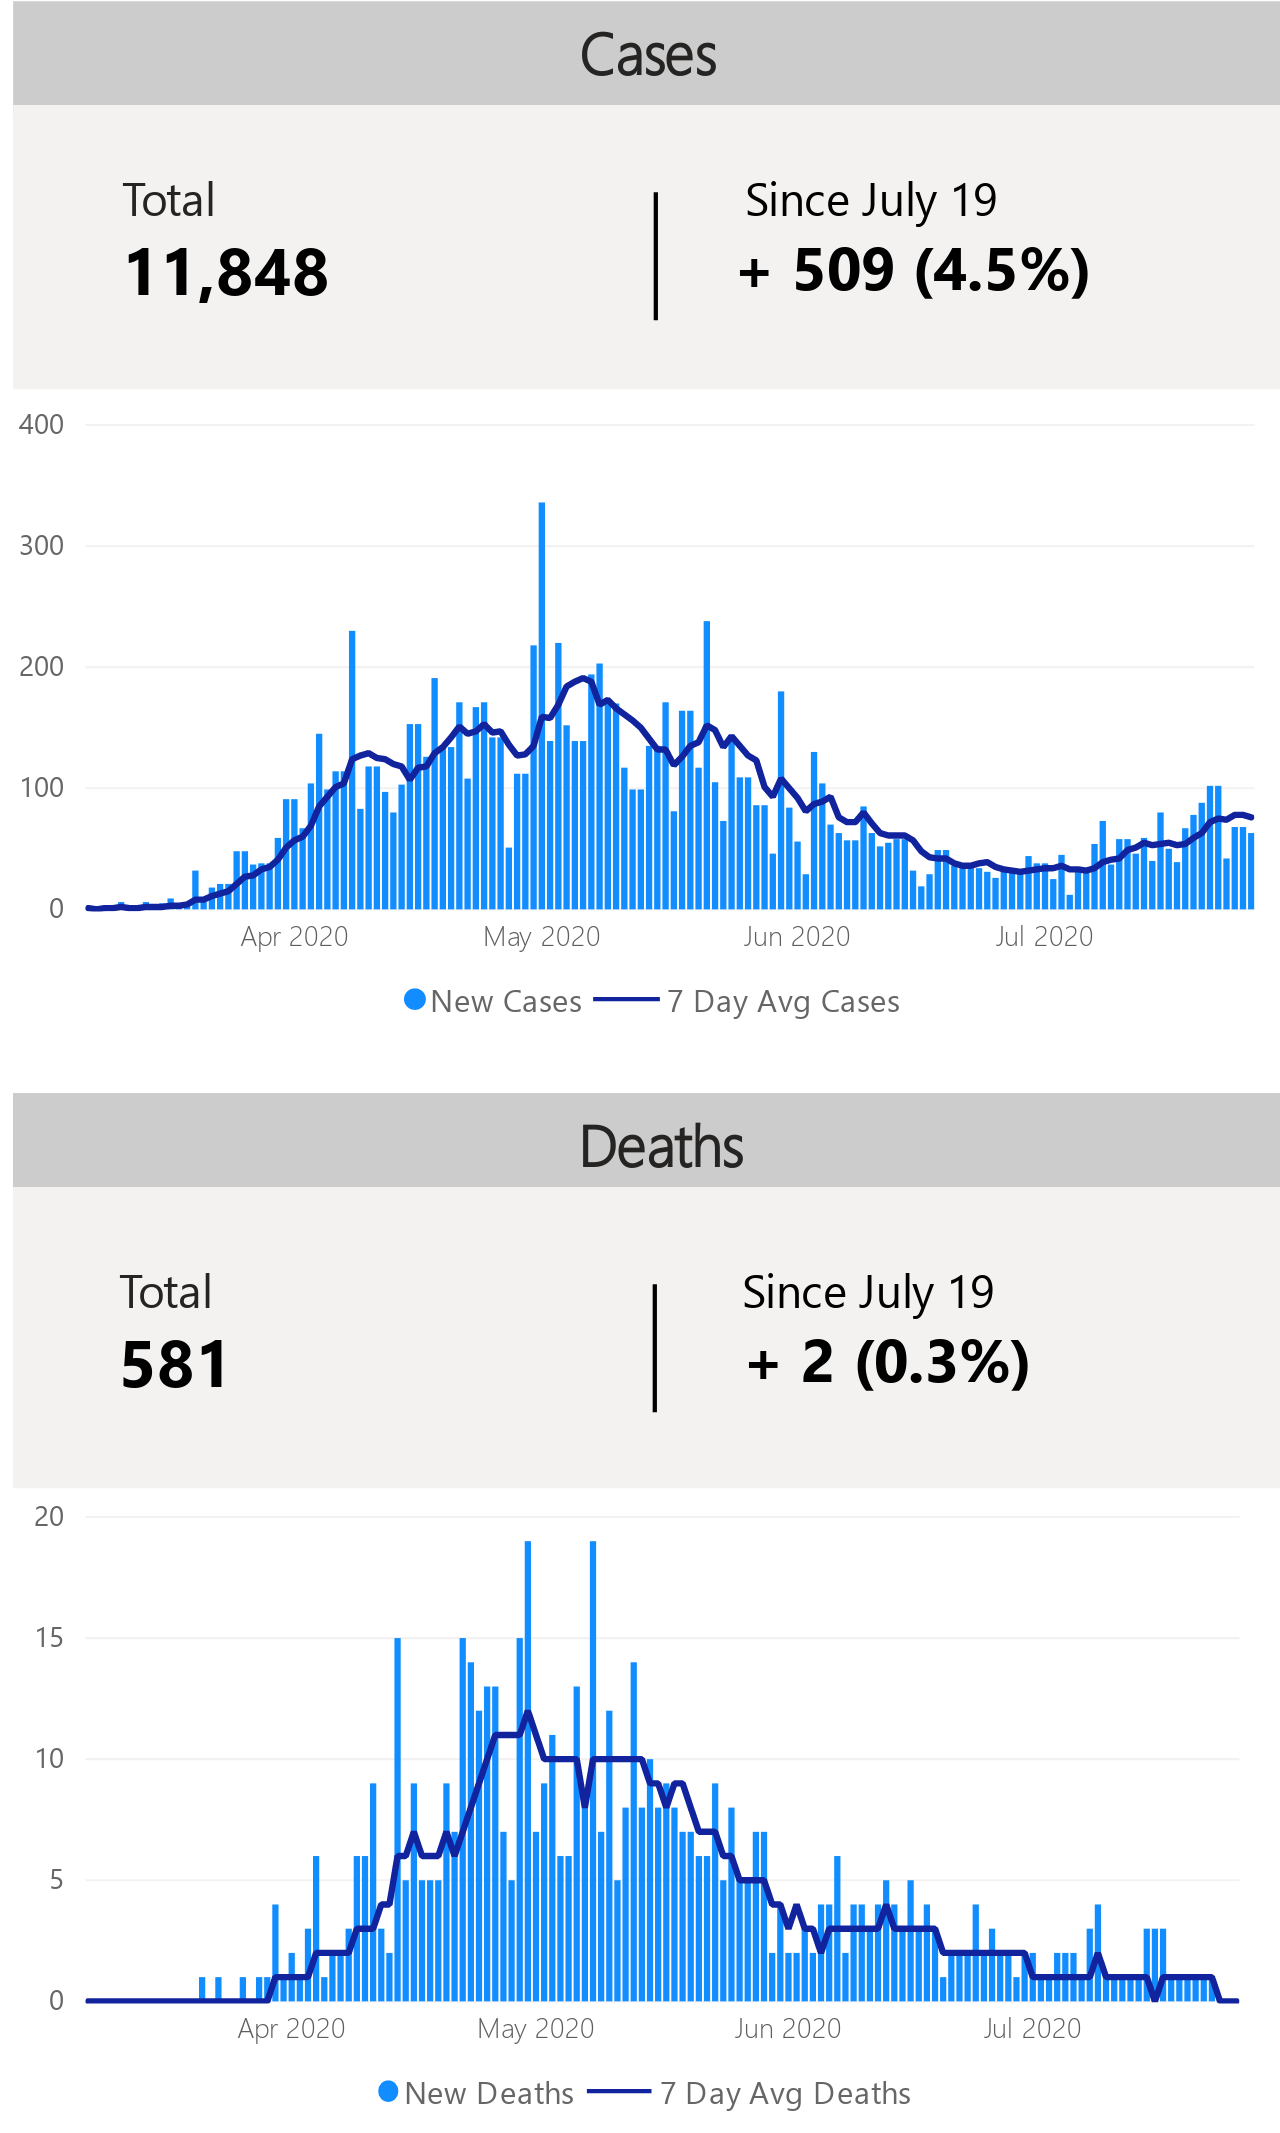 Cases
Total
Since July 19
11,848
+ 509 (4.5%)
400
300
200
100
0
Apr 2020 May 2020 Jun 2020 Jul 2020
New Cases 7 Day Avg Cases
Deaths
Total
Since July 19
581
+ 2 (0.3%)
20
15
10
5
0
Apr 2020 May 2020 Jun 2020 Jul 2020
New Deaths 7 Day Avg Deaths